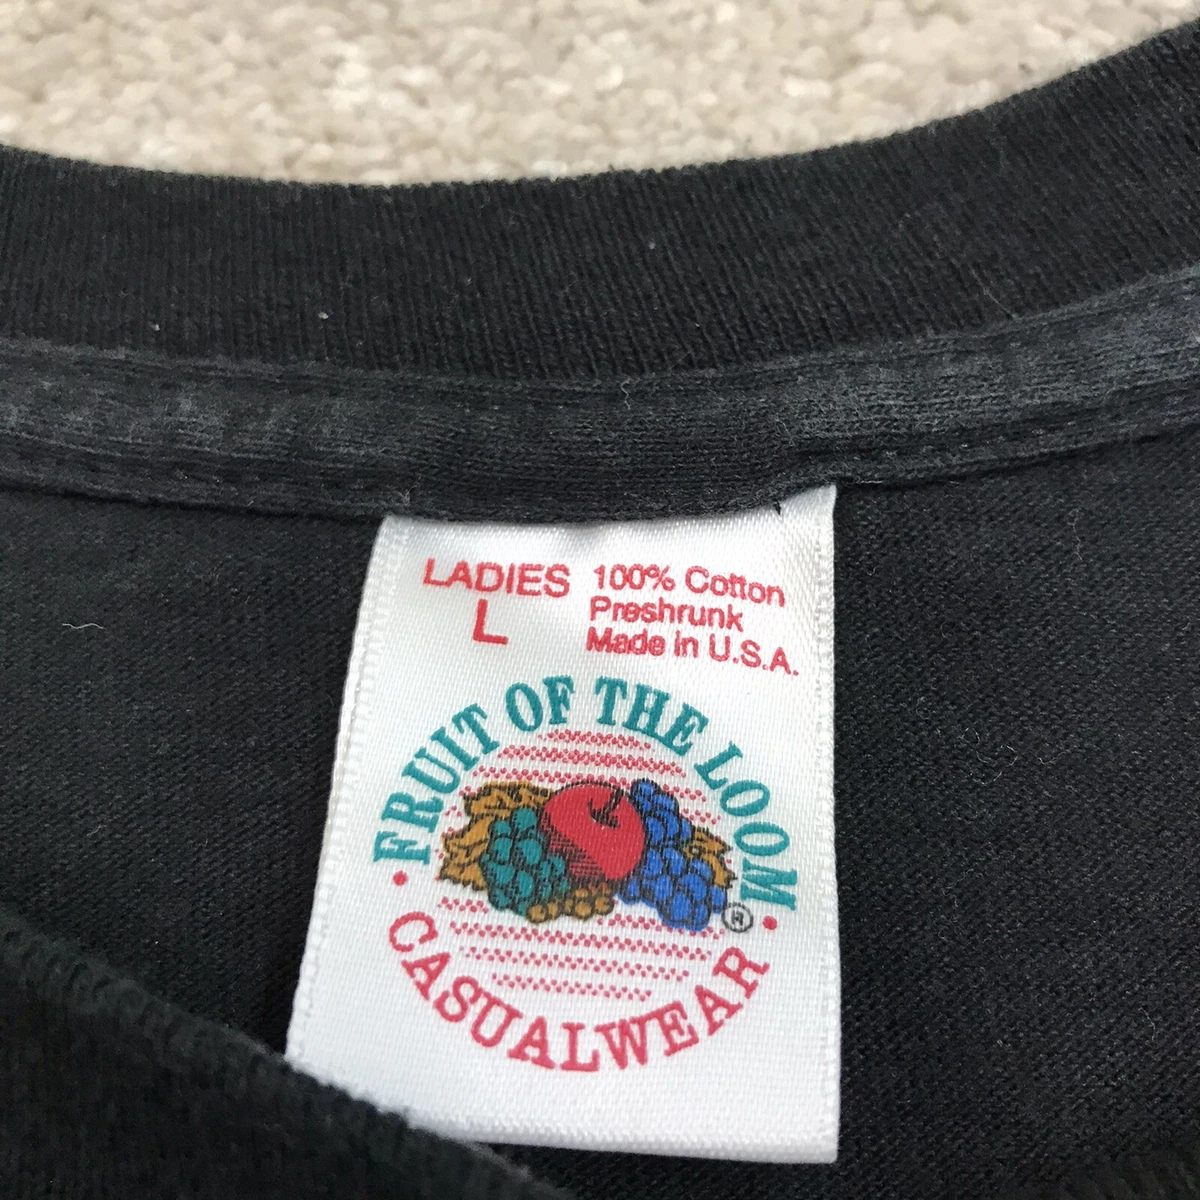 LADIES
L
100% Cotton
Preshrunk
Made in U.S.A.
• FRUIT OF THE LOOM •
®
CASUALWEAR